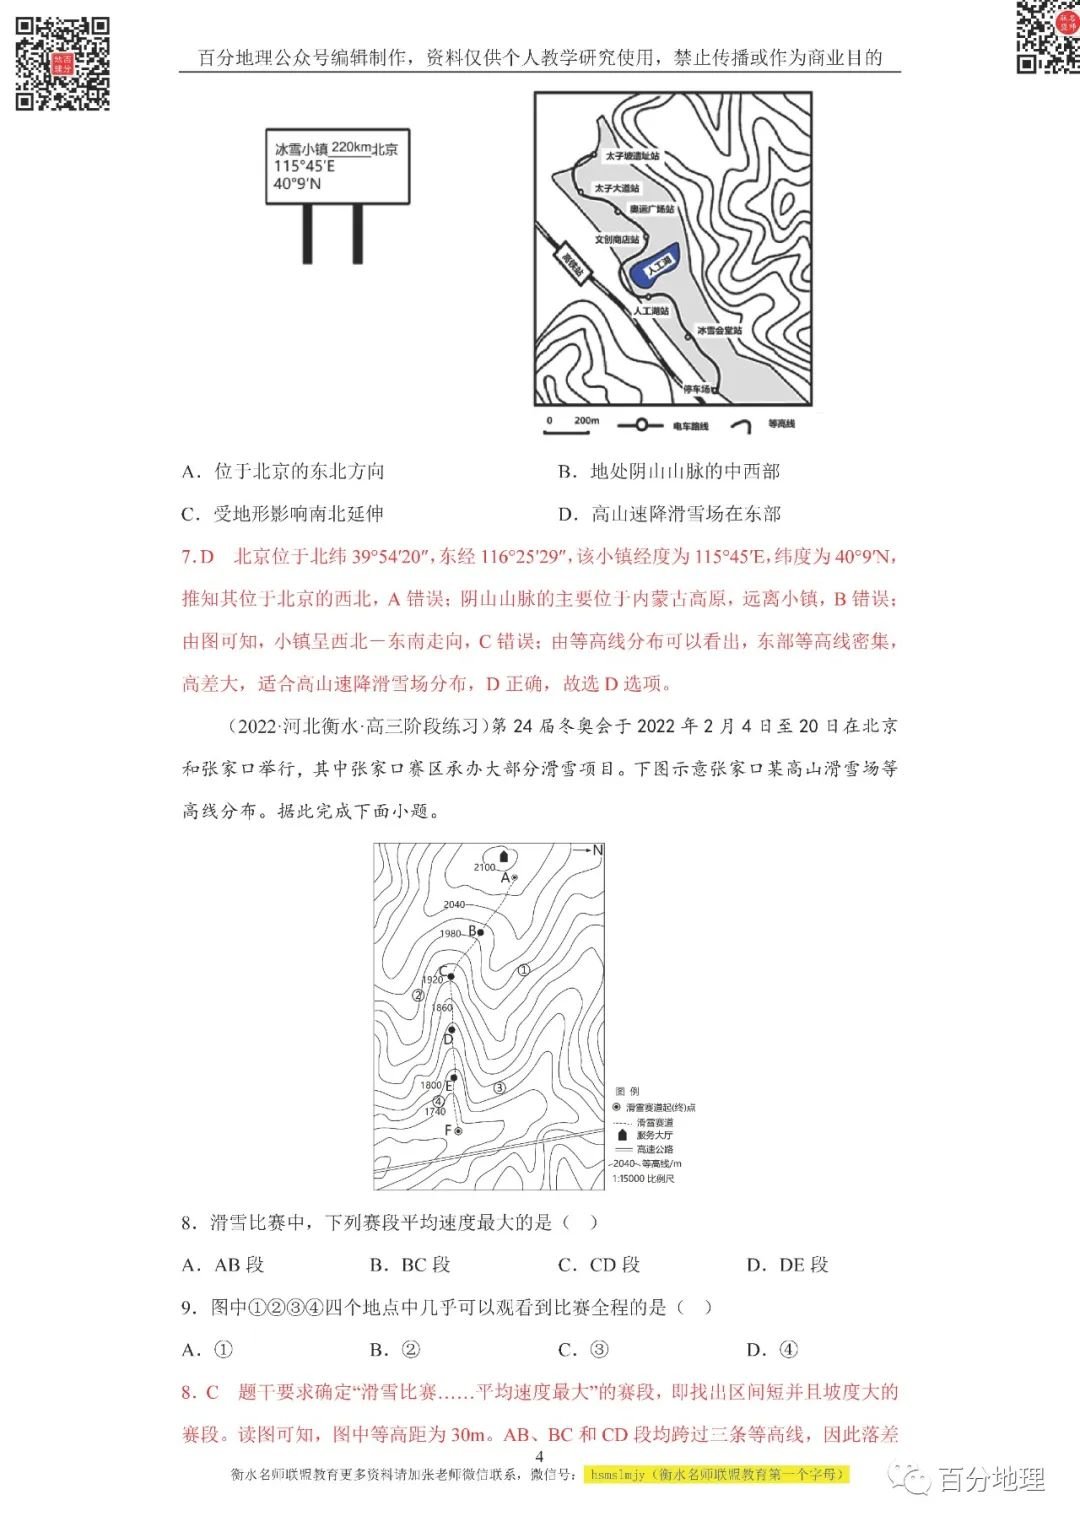 百分地理公众号编辑制作，资料仅供个人教学研究使用，禁止传播或作为商业目的
冰雪小镇 220km 北京
115°45′E
40°9′N
太子坡遗址站
太子大道站
奥运广场站
文创商店站
高铁站
人工湖
人工湖站
冰雪会堂站
停车场
0 200m 电车路线 等高线
A．位于北京的东北方向 B．地处阴山山脉的中西部
C．受地形影响南北延伸 D．高山速降滑雪场在东部
7.D 北京位于北纬 39°54′20″，东经 116°25′29″，该小镇经度为 115°45′E，纬度为 40°9′N，
推知其位于北京的西北，A 错误；阴山山脉的主要位于内蒙古高原，远离小镇，B 错误；
由图可知，小镇呈西北－东南走向，C 错误；由等高线分布可以看出，东部等高线密集，
高差大，适合高山速降滑雪场分布，D 正确，故选 D 选项。
（2022·河北衡水·高三阶段练习）第 24 届冬奥会于 2022 年 2 月 4 日至 20 日在北京
和张家口举行，其中张家口赛区承办大部分滑雪项目。下图示意张家口某高山滑雪场等
高线分布。据此完成下面小题。
N
2100
A
2040
1980 B
①
C
1920
②
1860
D
1800 E ③
④
1740
F
图 例
滑雪赛道起(终)点
滑雪赛道
服务大厅
高速公路
2040 等高线/m
1:15000 比例尺
8．滑雪比赛中，下列赛段平均速度最大的是（ ）
A．AB 段 B．BC 段 C．CD 段 D．DE 段
9．图中①②③④四个地点中几乎可以观看到比赛全程的是（ ）
A．① B．② C．③ D．④
8．C 题干要求确定“滑雪比赛……平均速度最大”的赛段，即找出区间短并且坡度大的
赛段。读图可知，图中等高距为 30m。AB、BC 和 CD 段均跨过三条等高线，因此落差
4
衡水名师联盟教育更多资料请加张老师微信联系，微信号： hsmslmjy（衡水名师联盟教育第一个字母）
百分地理